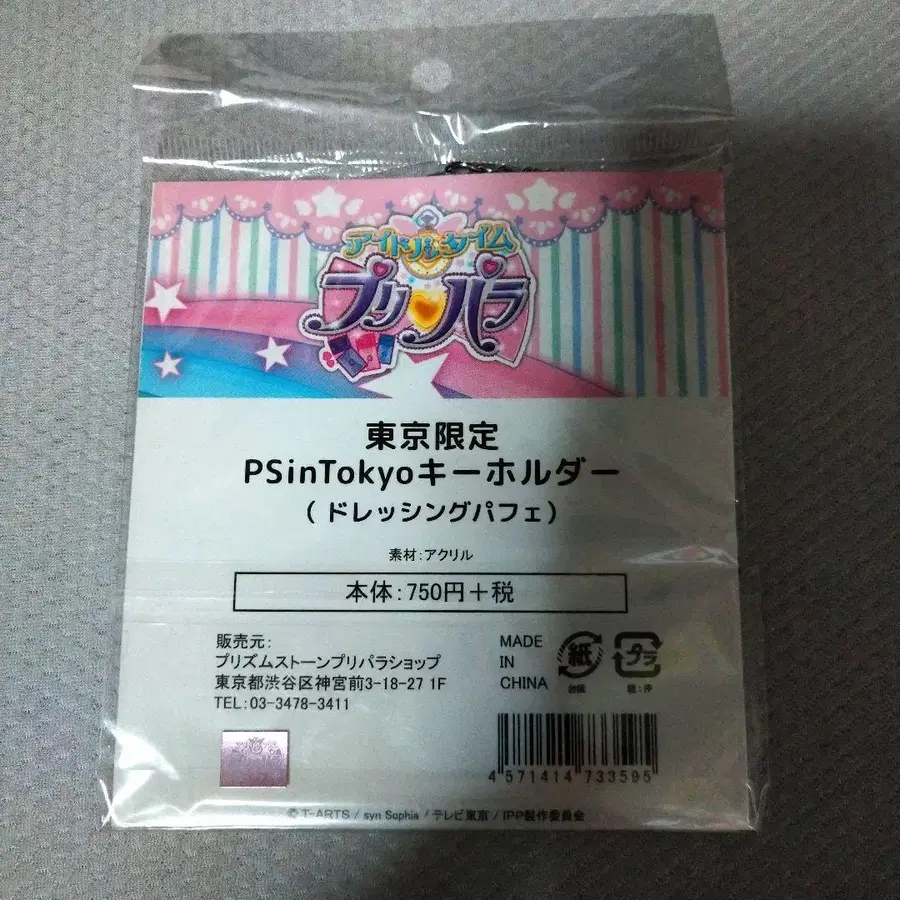 アイドルタイム
プリパラ
東京限定
PSinTokyoキーホルダー
(ドレッシングパフェ)
素材:アクリル
本体:750円+税
販売元:
プリズムストーンプリパラショップ
東京都渋谷区神宮前3-18-27 1F
TEL:03-3478-3411
MADE
IN
CHINA
紙
台紙
プラ
4 571414 733595
© T-ARTS / syn Sophia / テレビ東京 / IPP製作委員会